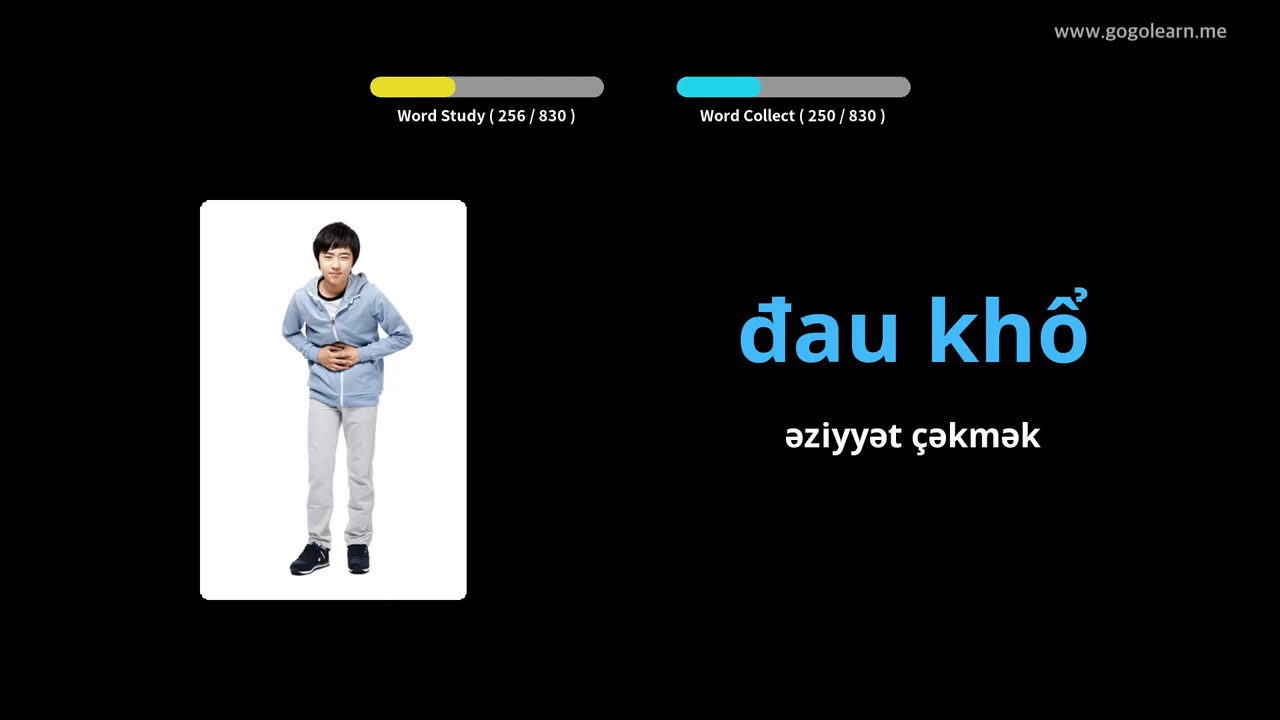 www.gogolearn.me
Word Study ( 256 / 830 )
Word Collect ( 250 / 830 )
đau khổ
əziyyət çəkmək